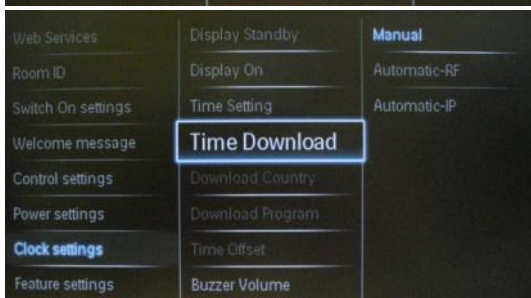 Web Services
Room ID
Switch On settings
Welcome message
Control settings
Power settings
Clock settings
Feature settings
Display Standby
Display On
Time Setting
Time Download
Download Country
Download Program
Time Offset
Buzzer Volume
Manual
Automatic-RF
Automatic-IP